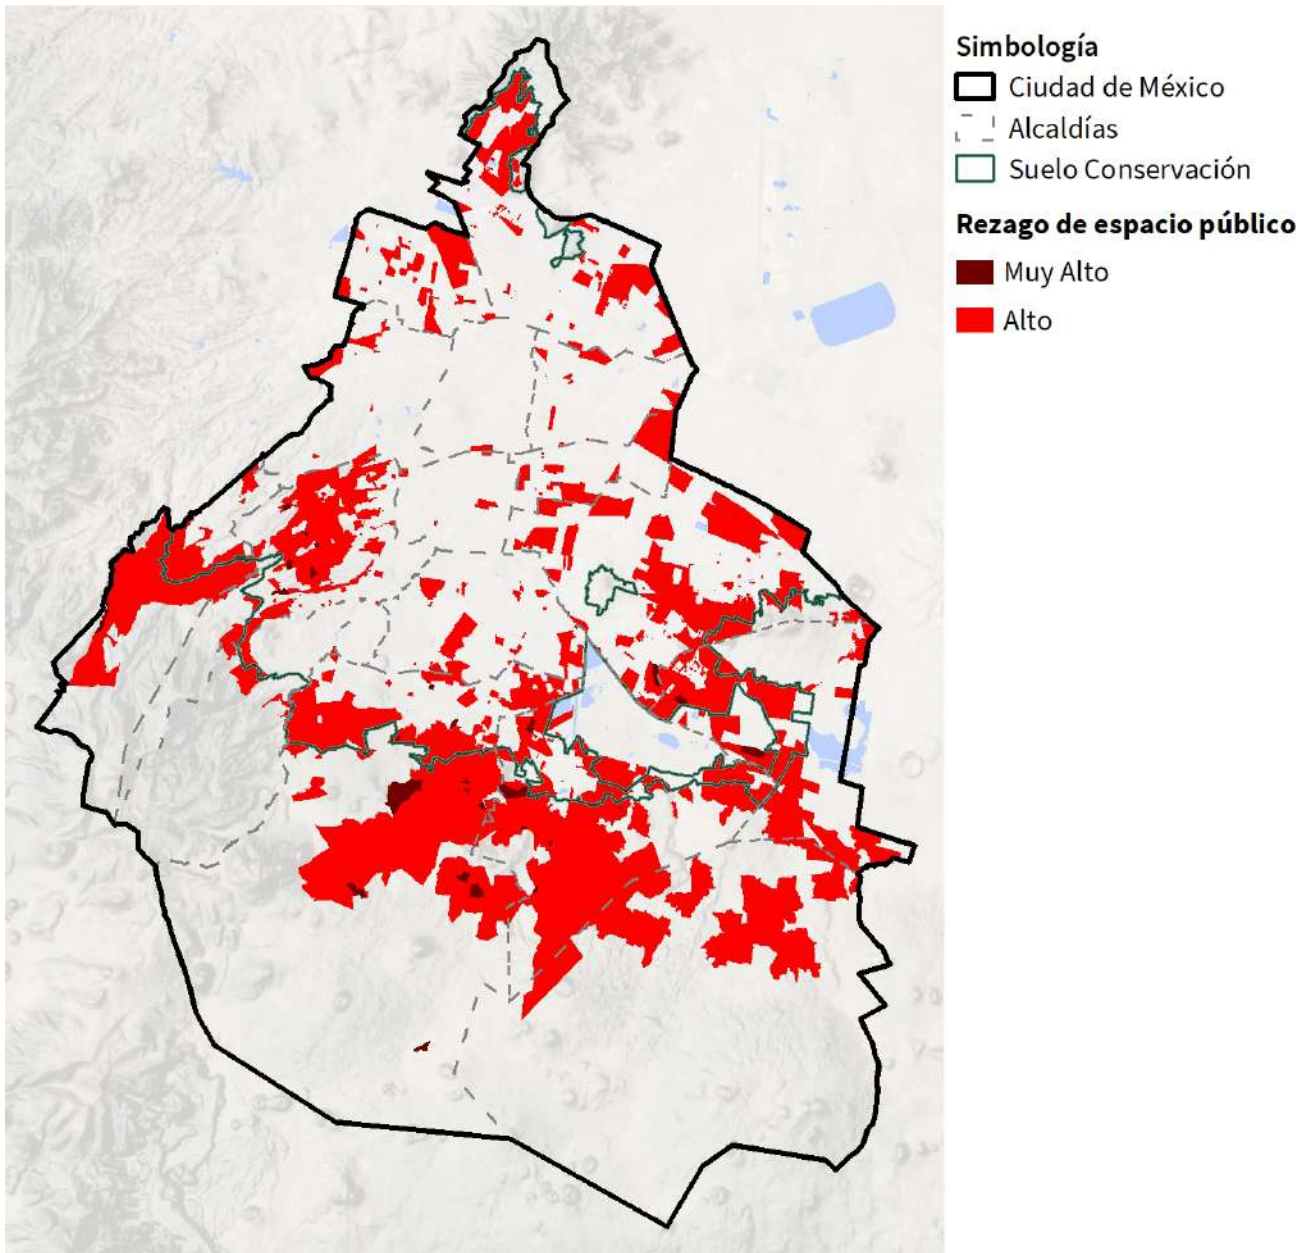 Simbología
Ciudad de México
Alcaldías
Suelo Conservación
Rezago de espacio público
Muy Alto
Alto